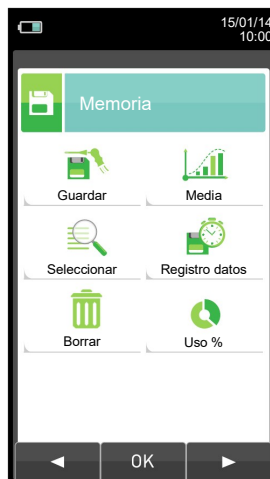 15/01/14
10:00
Memoria
Guardar
Media
Seleccionar
Registro datos
Borrar
Uso %
OK